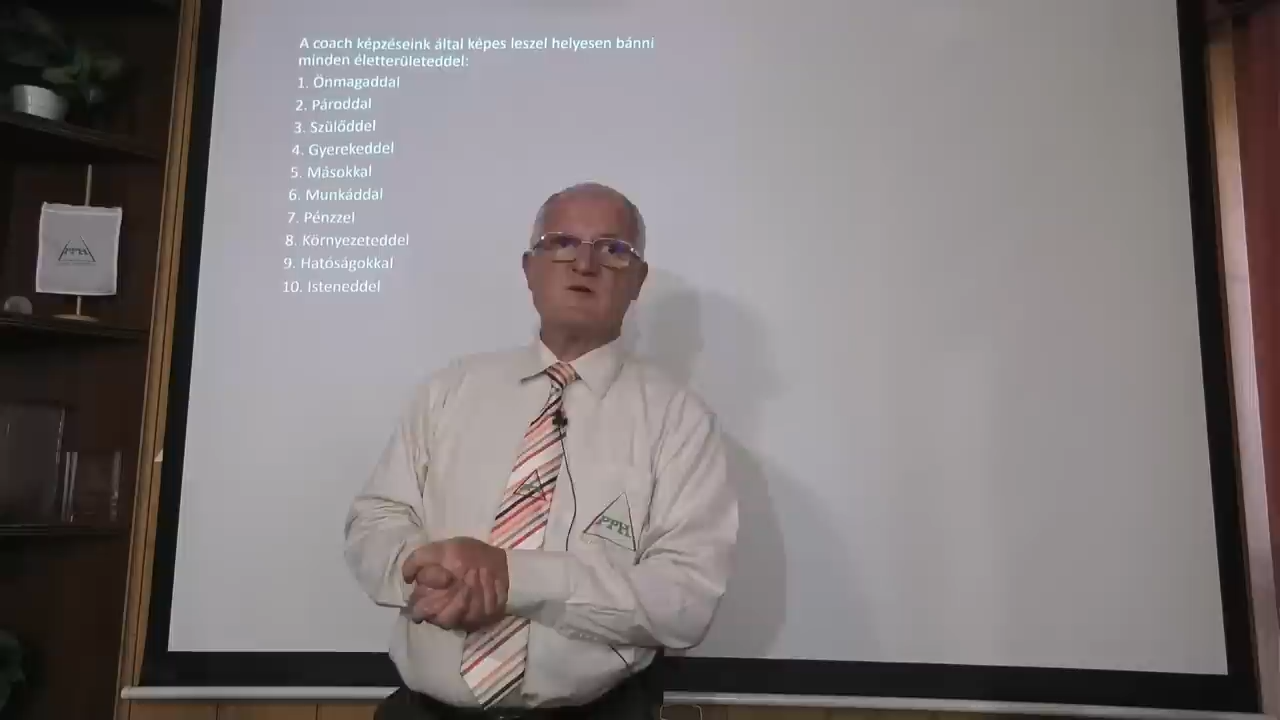 A coach képzéseink által képes leszel helyesen bánni
minden életterületeddel:
1. Önmagaddal
2. Pároddal
3. Szülőddel
4. Gyerekeddel
5. Másokkal
6. Munkáddal
7. Pénzzel
8. Környezeteddel
9. Hatóságokkal
10. Isteneddel
PPH
PPH